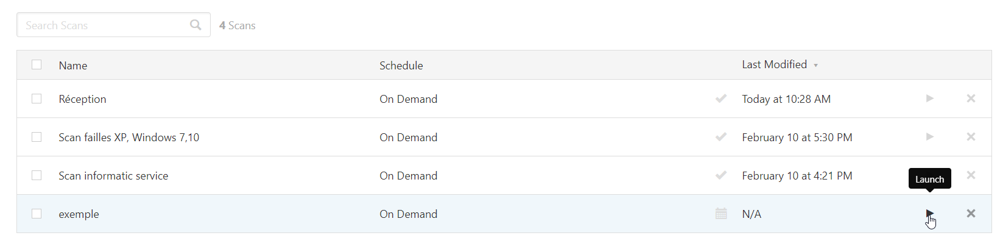 Search Scans 4 Scans
Name Schedule Last Modified
Réception On Demand Today at 10:28 AM
Scan failles XP, Windows 7,10 On Demand February 10 at 5:30 PM
Scan informatic service On Demand February 10 at 4:21 PM
Launch
exemple On Demand N/A